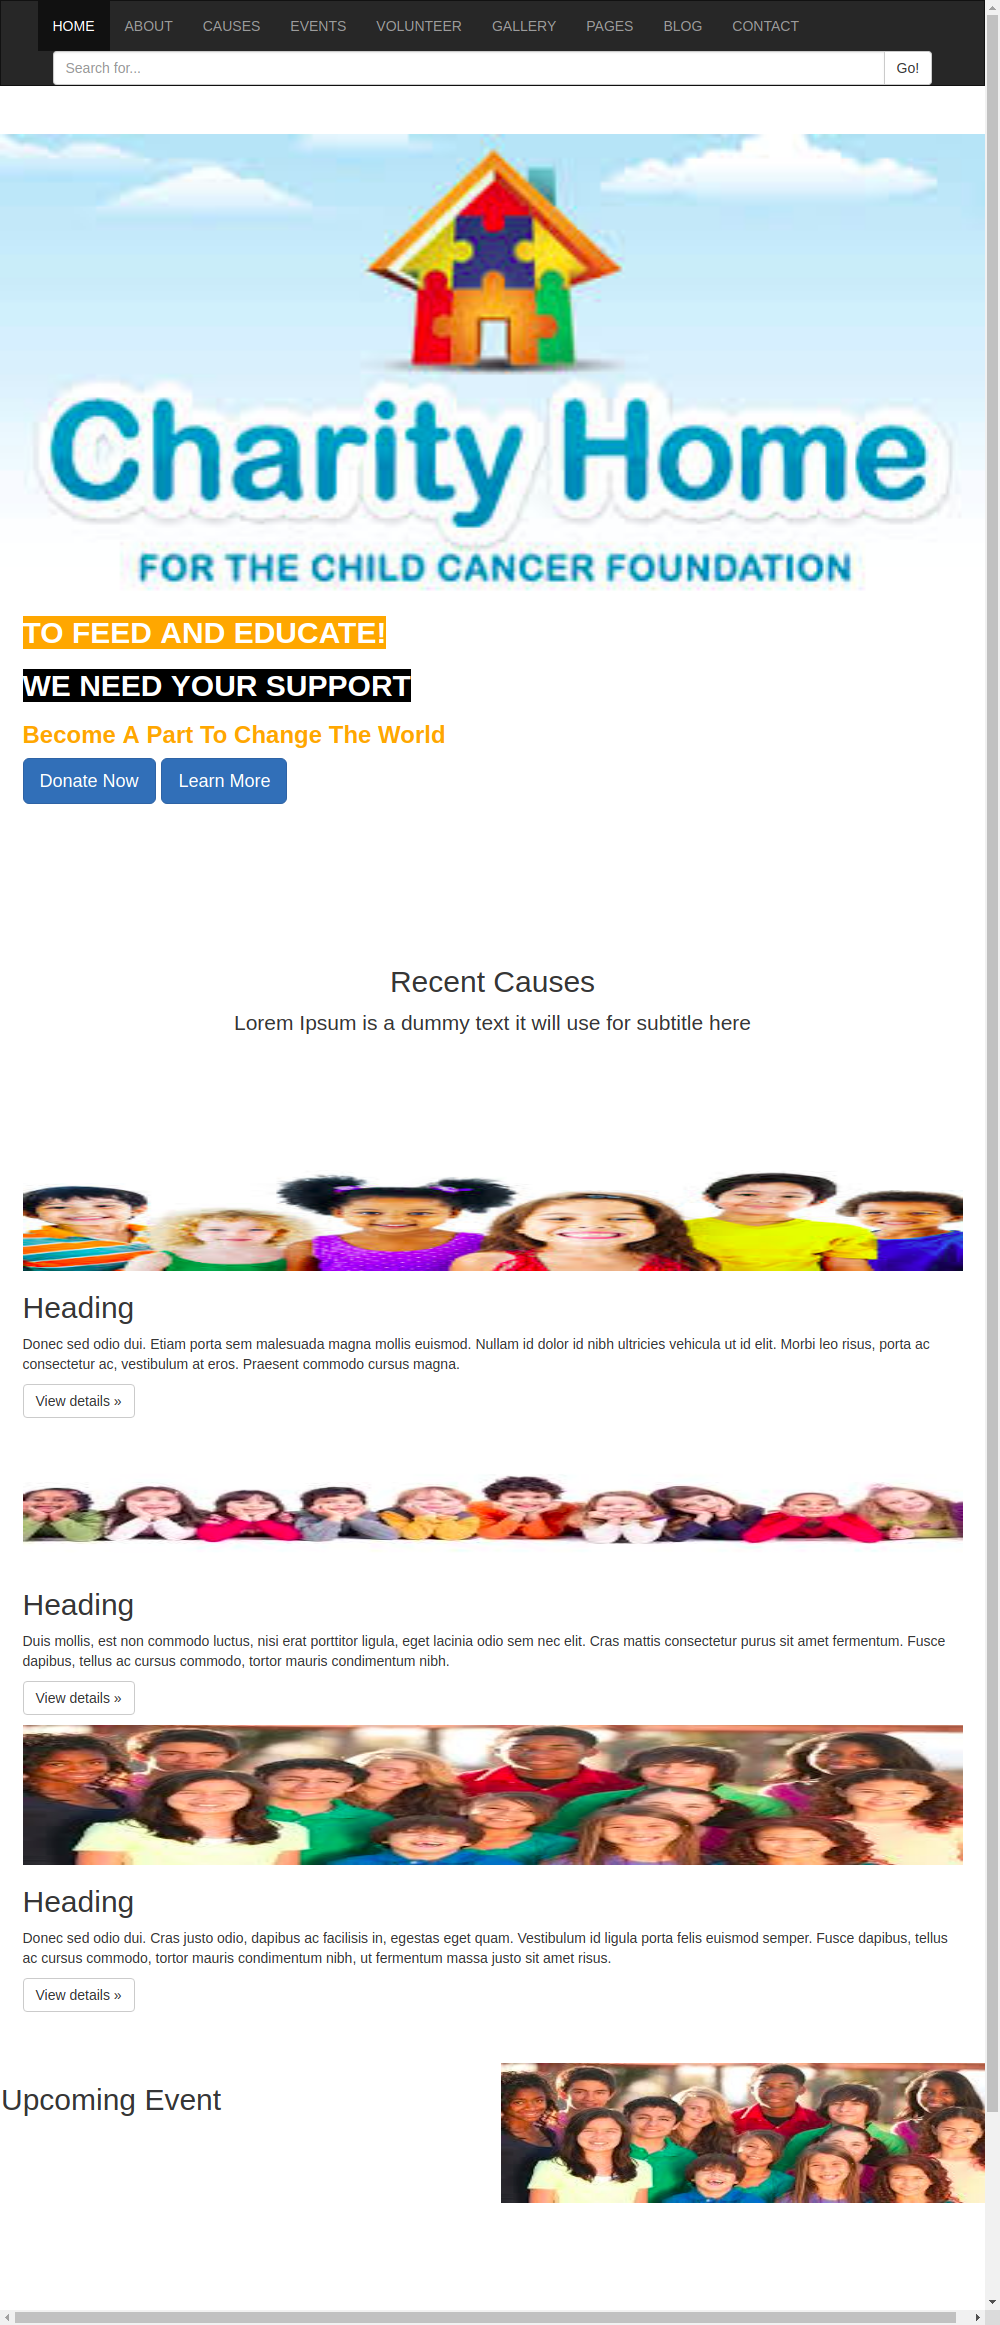 HOME ABOUT CAUSES EVENTS VOLUNTEER GALLERY PAGES BLOG CONTACT
Search for... Go!
Charity Home
FOR THE CHILD CANCER FOUNDATION
TO FEED AND EDUCATE!
WE NEED YOUR SUPPORT
Become A Part To Change The World
Donate Now Learn More
Recent Causes
Lorem Ipsum is a dummy text it will use for subtitle here
Heading
Donec sed odio dui. Etiam porta sem malesuada magna mollis euismod. Nullam id dolor id nibh ultricies vehicula ut id elit. Morbi leo risus, porta ac
consectetur ac, vestibulum at eros. Praesent commodo cursus magna.
View details »
Heading
Duis mollis, est non commodo luctus, nisi erat porttitor ligula, eget lacinia odio sem nec elit. Cras mattis consectetur purus sit amet fermentum. Fusce
dapibus, tellus ac cursus commodo, tortor mauris condimentum nibh.
View details »
Heading
Donec sed odio dui. Cras justo odio, dapibus ac facilisis in, egestas eget quam. Vestibulum id ligula porta felis euismod semper. Fusce dapibus, tellus
ac cursus commodo, tortor mauris condimentum nibh, ut fermentum massa justo sit amet risus.
View details »
Upcoming Event